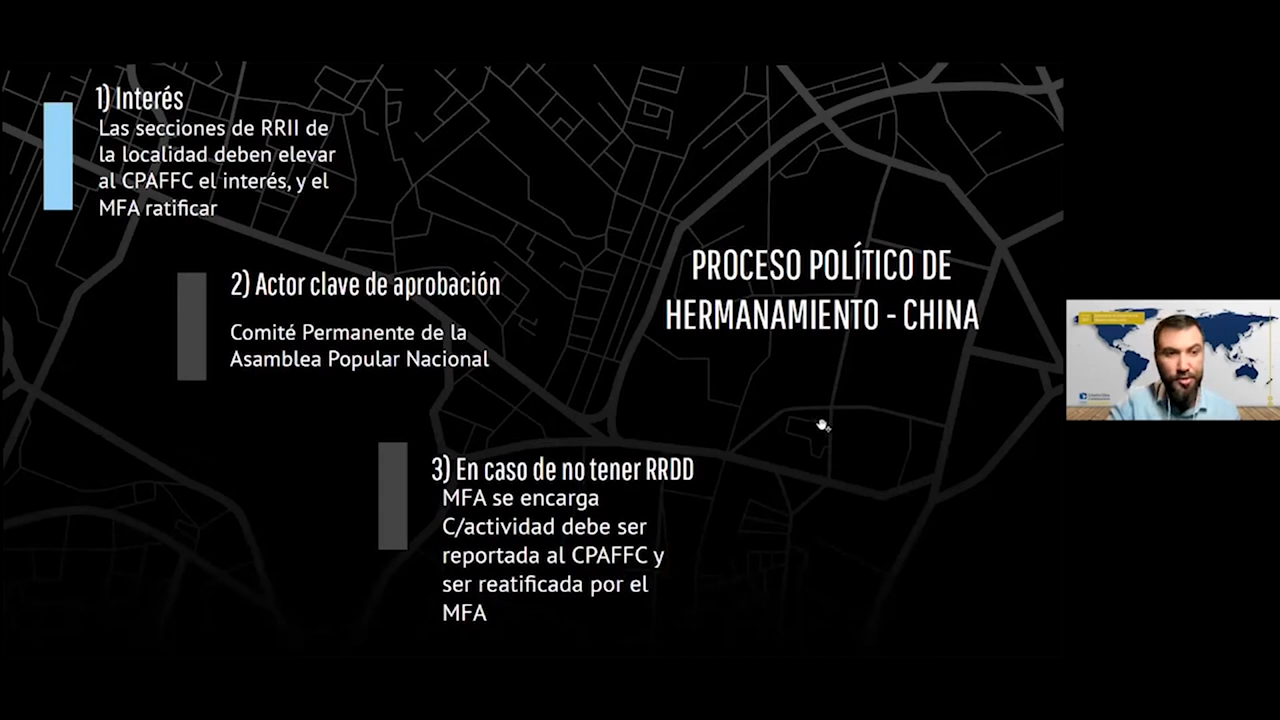 1) Interés
Las secciones de RRII de
la localidad deben elevar
al CPAFFC el interés, y el
MFA ratificar
2) Actor clave de aprobación
Comité Permanente de la
Asamblea Popular Nacional
3) En caso de no tener RRDD
MFA se encarga
C/actividad debe ser
reportada al CPAFFC y
ser reatificada por el
MFA
PROCESO POLÍTICO DE
HERMANAMIENTO - CHINA